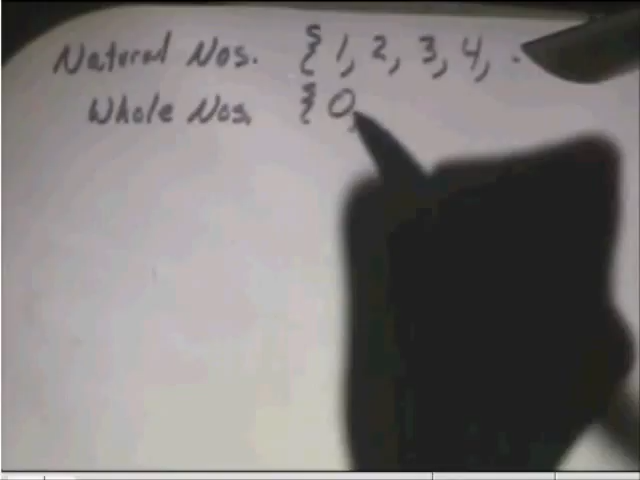 Natural Nos. { 1, 2, 3, 4, .
Whole Nos. { 0,